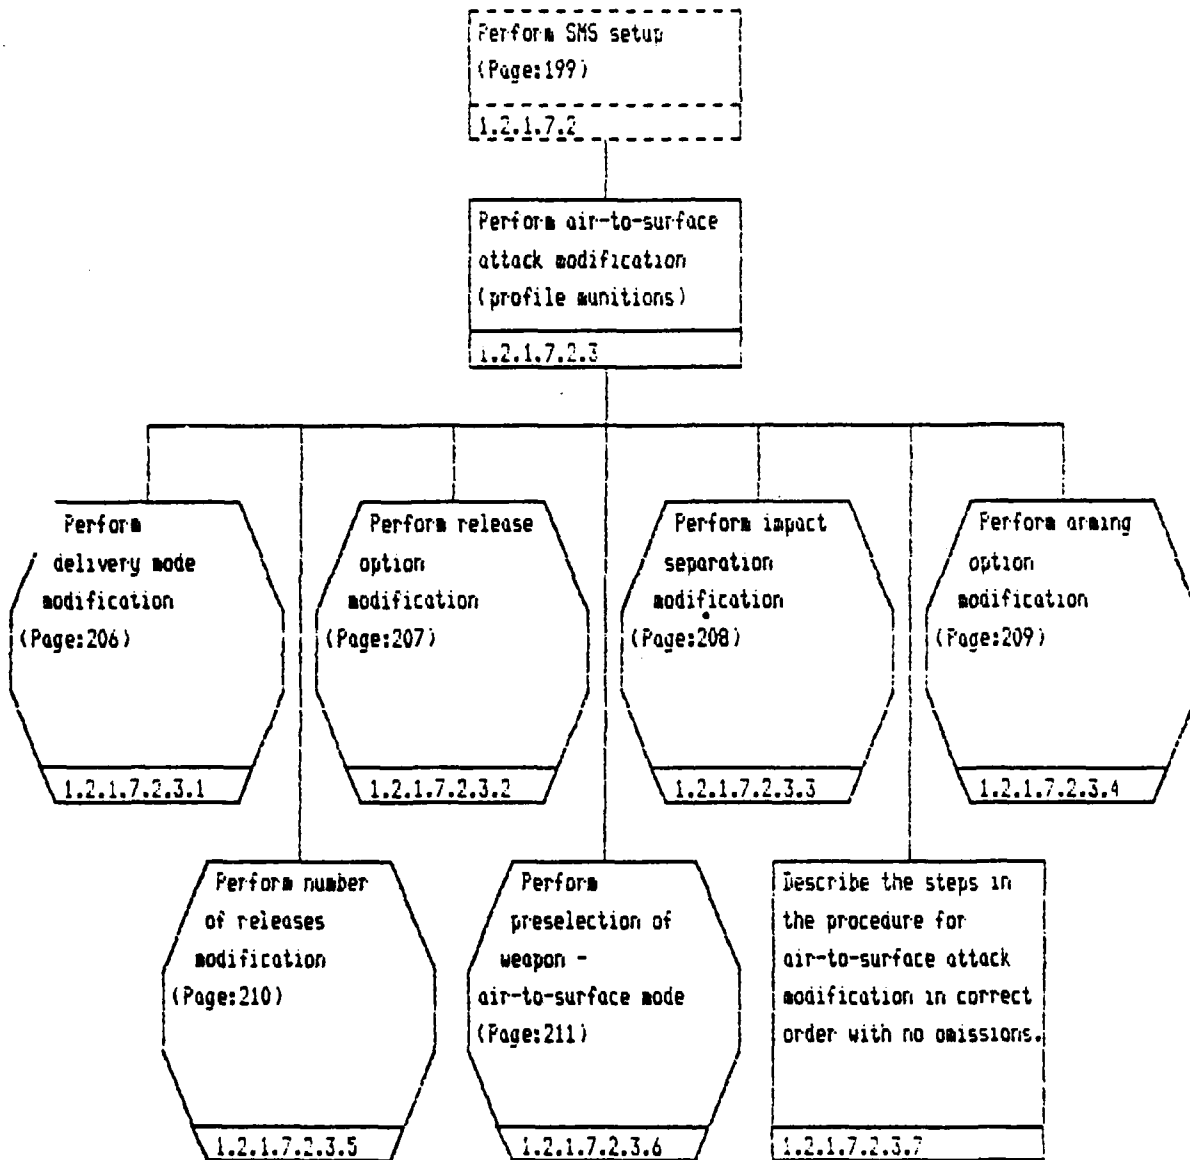 Perform SMS setup
(Page:199)
1.2.1.7.2
Perform air-to-surface
attack modification
(profile munitions)
1.2.1.7.2.3
Perform
delivery mode
modification
(Page:206)
1.2.1.7.2.3.1
Perform release
option
modification
(Page:207)
1.2.1.7.2.3.2
Perform impact
separation
modification
(Page:208)
1.2.1.7.2.3.3
Perform arming
option
modification
(Page:209)
1.2.1.7.2.3.4
Perform number
of releases
modification
(Page:210)
1.2.1.7.2.3.5
Perform
preselection of
weapon -
air-to-surface mode
(Page:211)
1.2.1.7.2.3.6
Describe the steps in
the procedure for
air-to-surface attack
modification in correct
order with no omissions.
1.2.1.7.2.3.7